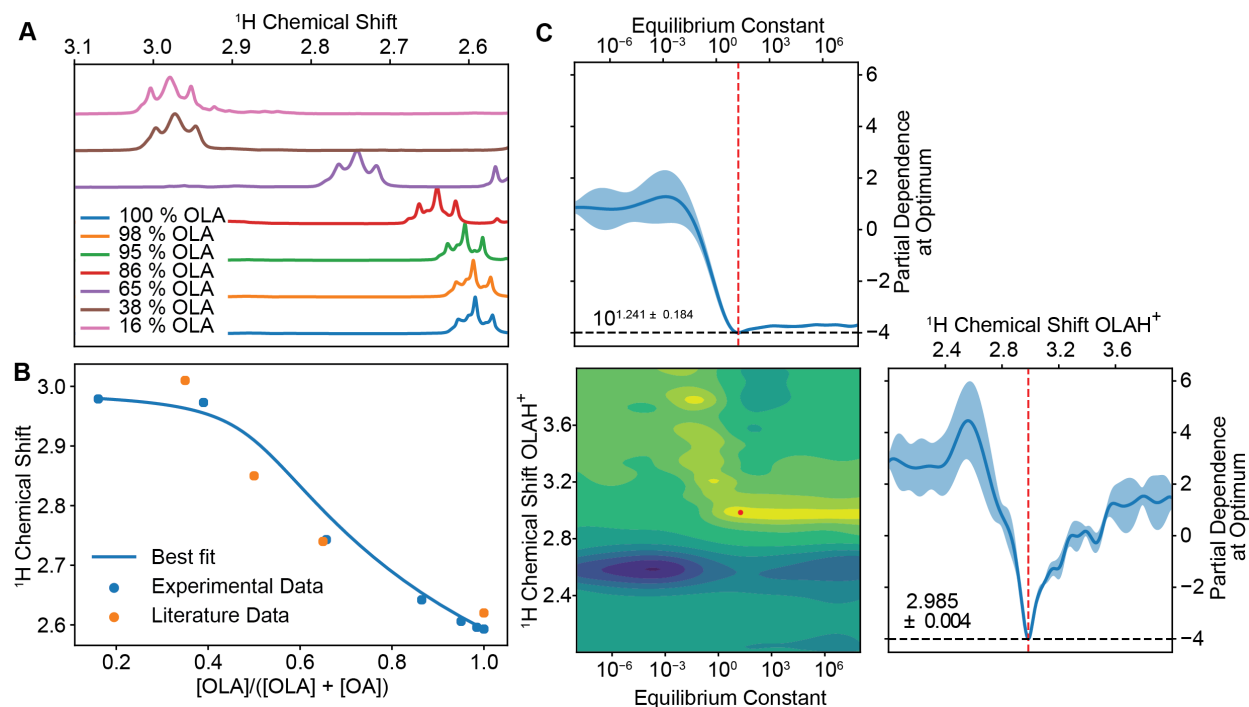 A
¹H Chemical Shift
3.1 3.0 2.9 2.8 2.7 2.6
100 % OLA
98 % OLA
95 % OLA
86 % OLA
65 % OLA
38 % OLA
16 % OLA
B
¹H Chemical Shift
3.0
2.9
2.8
2.7
2.6
Best fit
Experimental Data
Literature Data
0.2 0.4 0.6 0.8 1.0
[OLA]/([OLA] + [OA])
C
Equilibrium Constant
10⁻⁶ 10⁻³ 10⁰ 10³ 10⁶
6
4
2
0
−2
−4
Partial Dependence
at Optimum
10¹·²⁴¹ ± ⁰·¹⁸⁴
¹H Chemical Shift OLAH⁺
3.6
3.2
2.8
2.4
10⁻⁶ 10⁻³ 10⁰ 10³ 10⁶
Equilibrium Constant
¹H Chemical Shift OLAH⁺
2.4 2.8 3.2 3.6
6
4
2
0
−2
−4
Partial Dependence
at Optimum
2.985
± 0.004